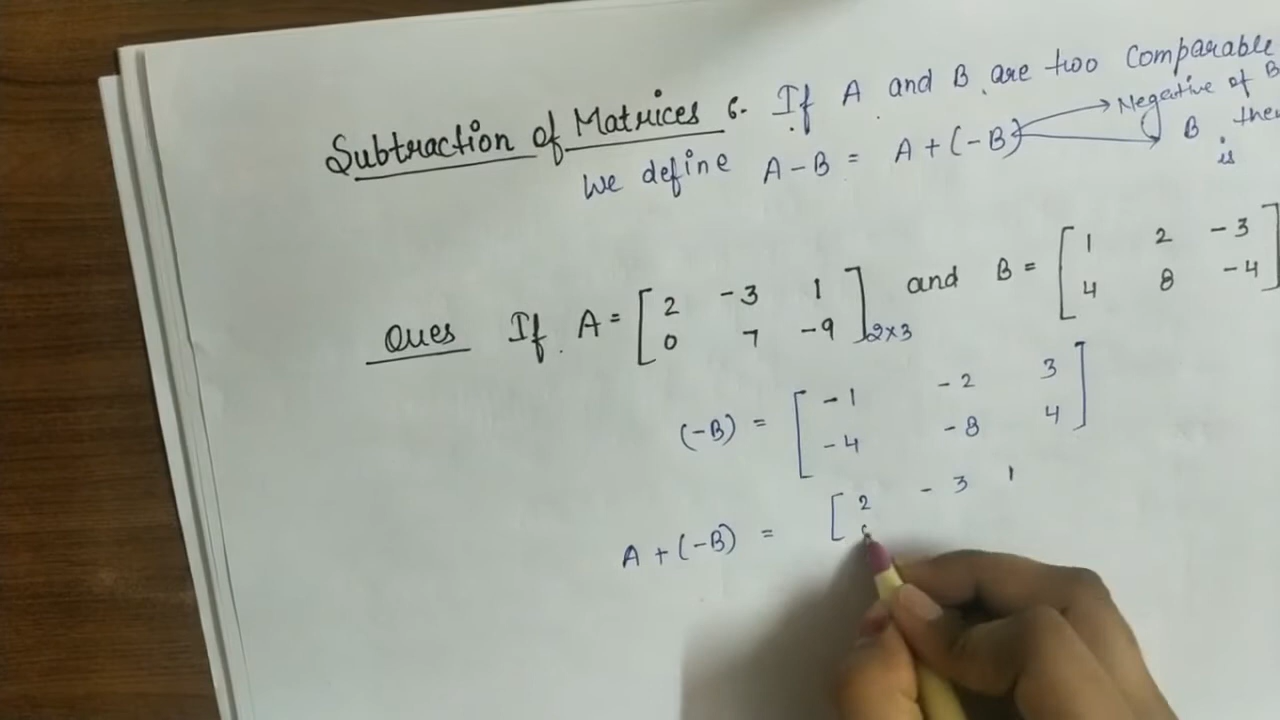 Subtraction of Matrices :- If A and B are two Comparable
We define A - B = A + (-B) Negative of B
B is then
Ques If A = [ 2 -3 1 ]2×3 and B = [ 1 2 -3 ]
0 7 -9 4 8 -4
(-B) = [ -1 -2 3 ]
-4 -8 4
A + (-B) = [ 2 -3 1